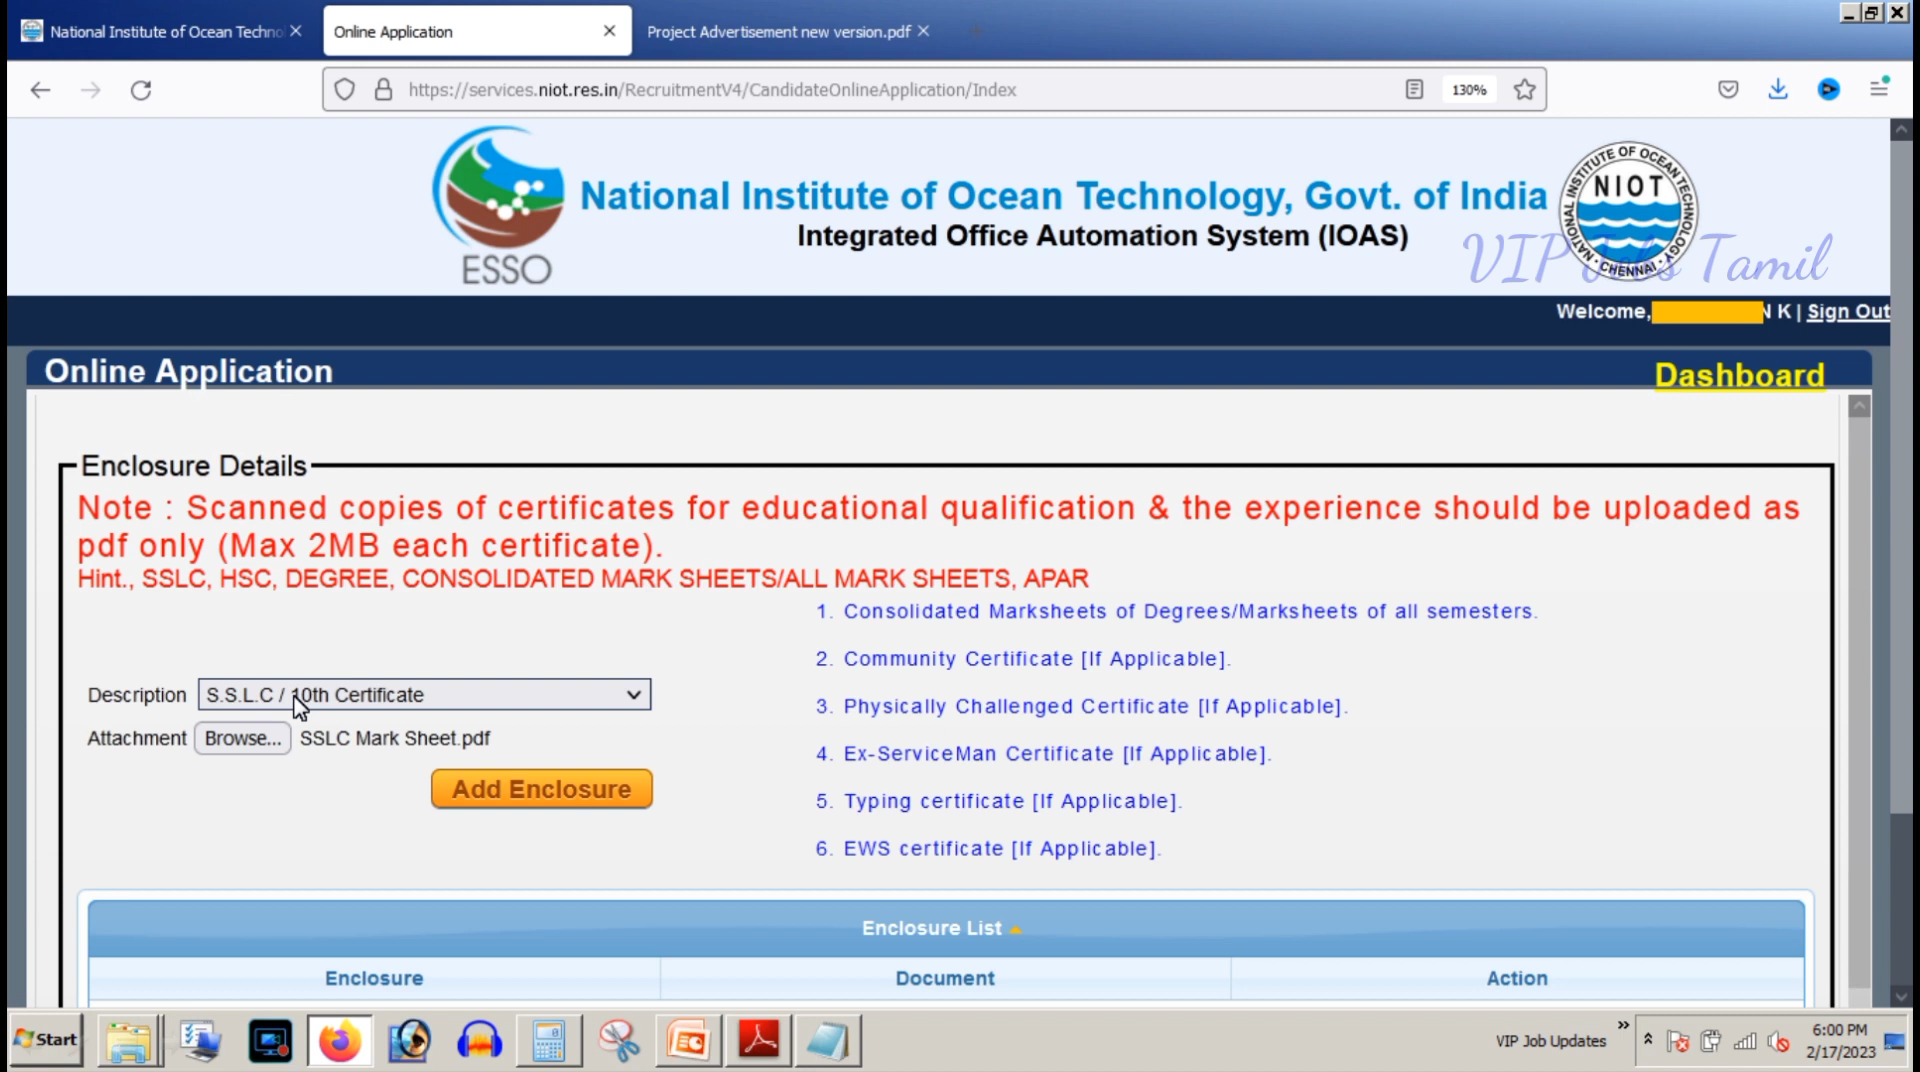 National Institute of Ocean Techno
Online Application
Project Advertisement new version.pdf
https://services.niot.res.in/RecruitmentV4/CandidateOnlineApplication/Index
130%
ESSO
National Institute of Ocean Technology, Govt. of India
Integrated Office Automation System (IOAS)
NATIONAL INSTITUTE OF OCEAN TECHNOLOGY
NIOT
CHENNAI
VIP Jobs Tamil
Welcome, N K | Sign Out
Online Application
Dashboard
Enclosure Details
Note : Scanned copies of certificates for educational qualification & the experience should be uploaded as
pdf only (Max 2MB each certificate).
Hint., SSLC, HSC, DEGREE, CONSOLIDATED MARK SHEETS/ALL MARK SHEETS, APAR
1. Consolidated Marksheets of Degrees/Marksheets of all semesters.
2. Community Certificate [If Applicable].
Description S.S.L.C / 10th Certificate
3. Physically Challenged Certificate [If Applicable].
Attachment Browse... SSLC Mark Sheet.pdf
4. Ex-ServiceMan Certificate [If Applicable].
Add Enclosure
5. Typing certificate [If Applicable].
6. EWS certificate [If Applicable].
Enclosure List
Enclosure Document Action
Start
VIP Job Updates
6:00 PM
2/17/2023